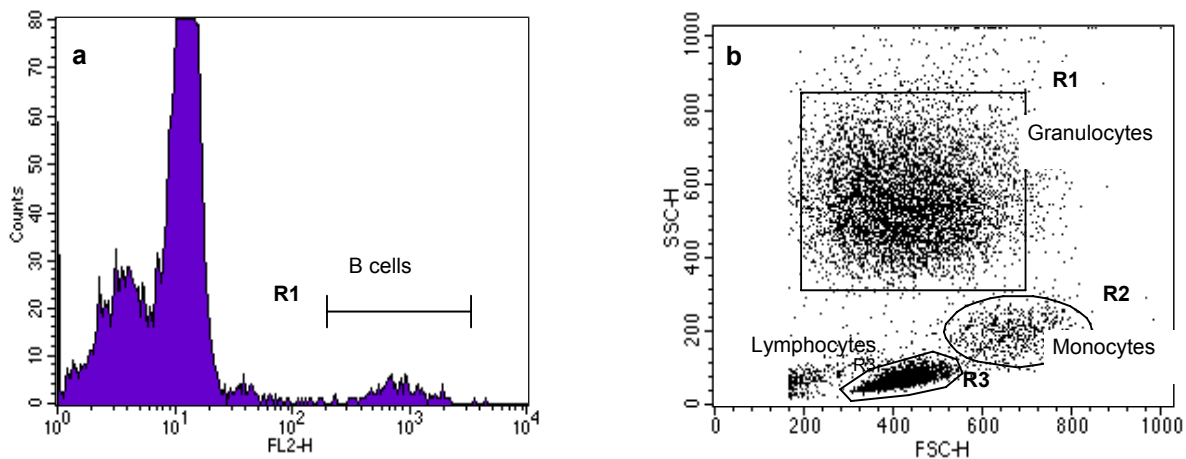 a
80
70
60
50
40
30
20
10
0
Counts
B cells
R1
10^0
10^1
10^2
10^3
10^4
FL2-H
b
1000
800
600
400
200
0
SSC-H
R1
Granulocytes
R2
Monocytes
Lymphocytes
R3
0
200
400
600
800
1000
FSC-H